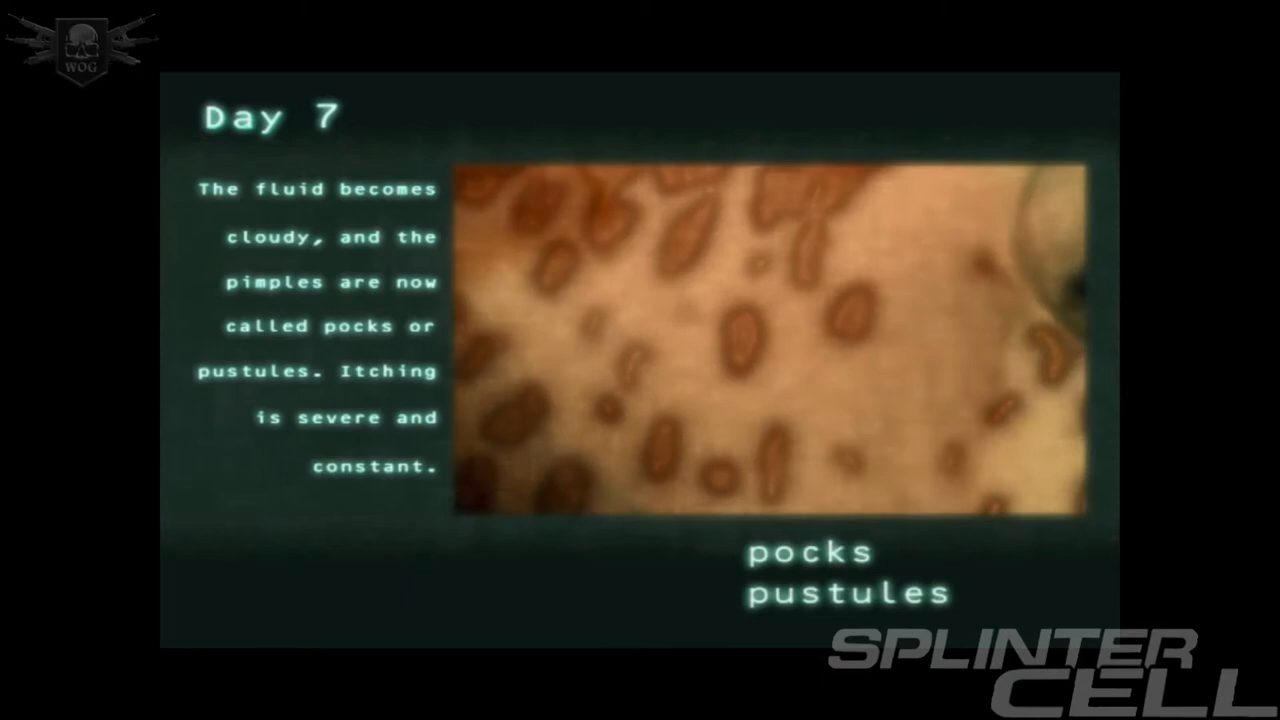 WOG
Day 7
The fluid becomes
cloudy, and the
pimples are now
called pocks or
pustules. Itching
is severe and
constant.
pocks
pustules
SPLINTER
CELL